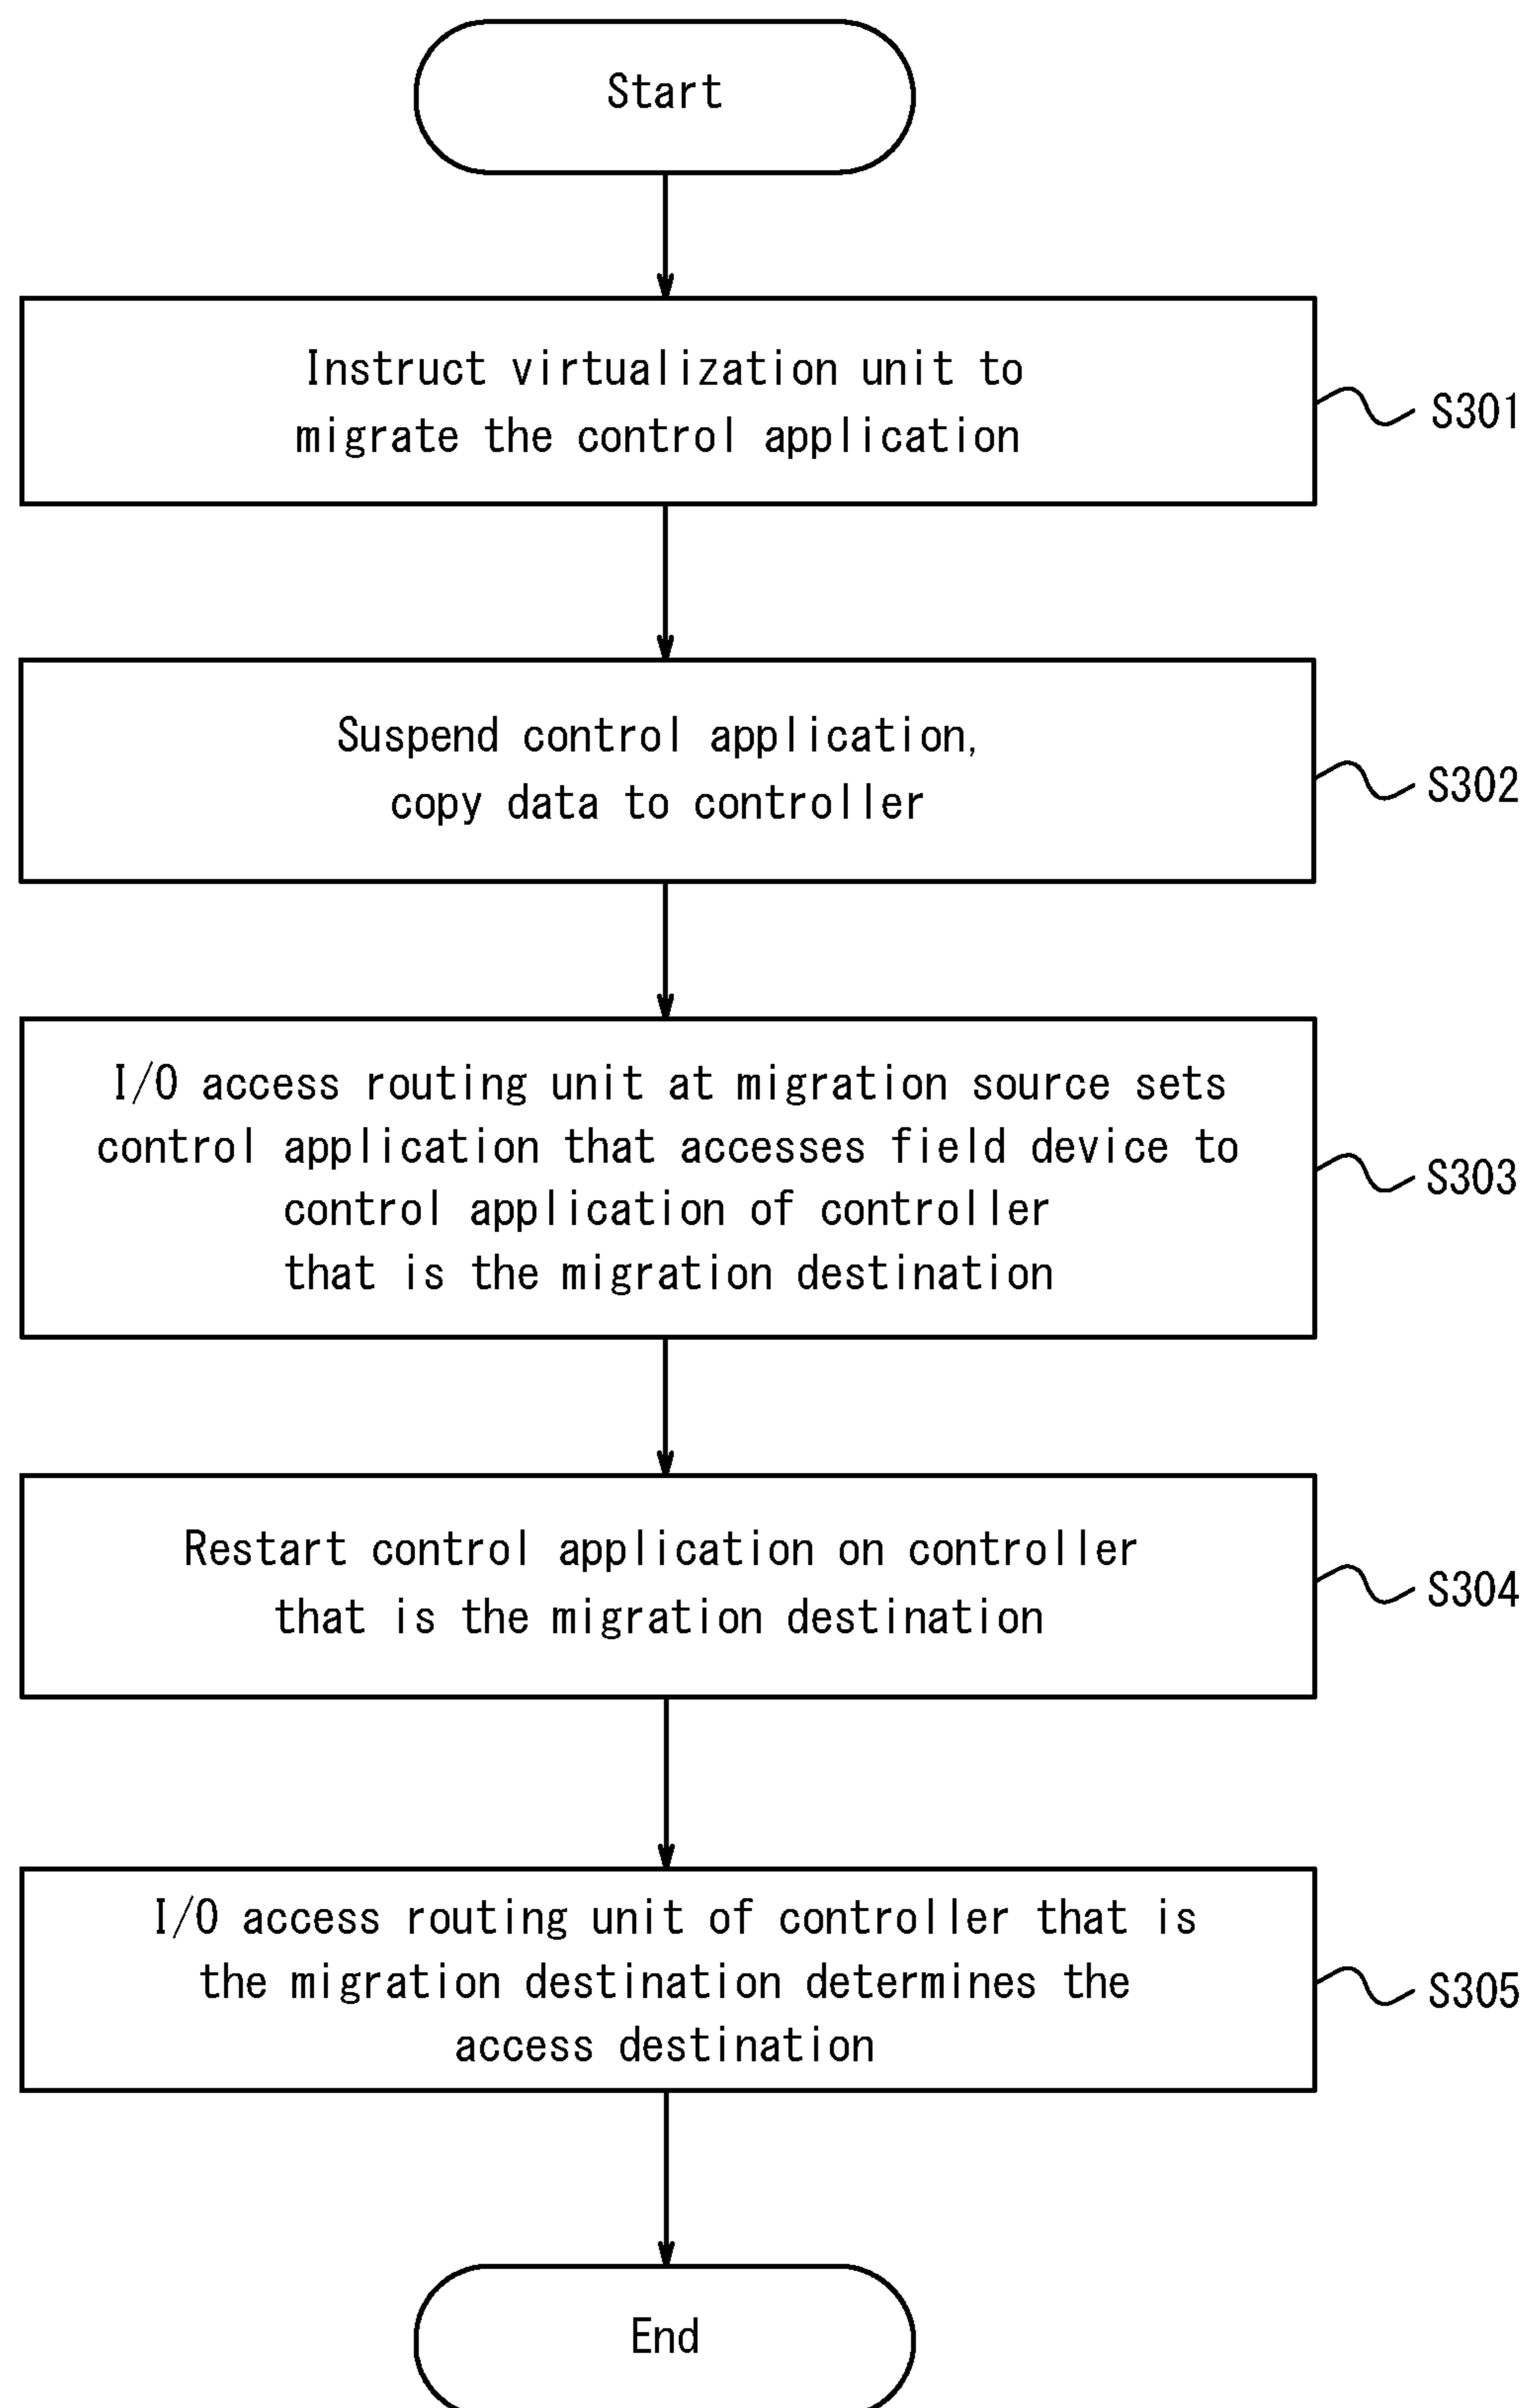 Start
Instruct virtualization unit to
migrate the control application
S301
Suspend control application,
copy data to controller
S302
I/O access routing unit at migration source sets
control application that accesses field device to
control application of controller
that is the migration destination
S303
Restart control application on controller
that is the migration destination
S304
I/O access routing unit of controller that is
the migration destination determines the
access destination
S305
End